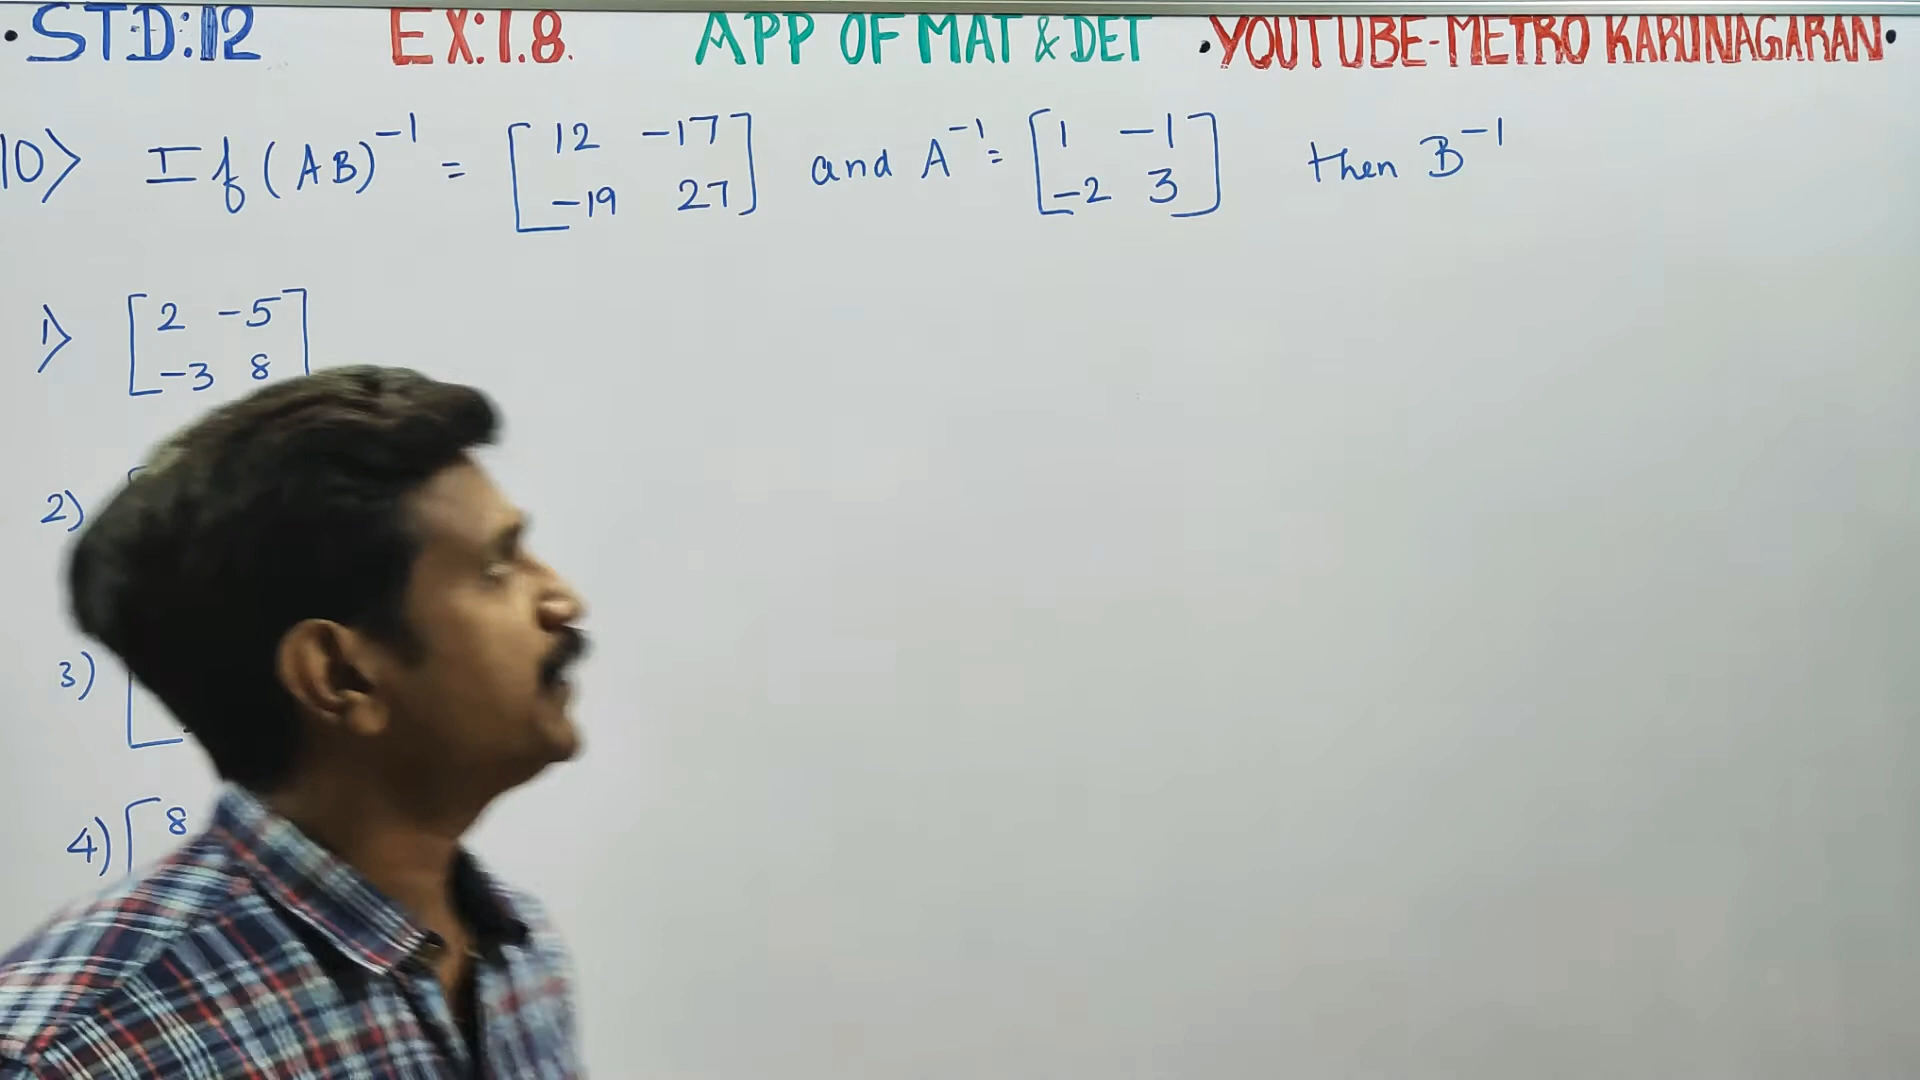 • STD:12 EX:1.8. APP OF MAT & DET • YOUTUBE-METRO KARUNAGARAN •
10> If (AB)⁻¹ = [12 -17 and A⁻¹ = [1 -1 then B⁻¹
-19 27] -2 3]
1) [2 -5
-3 8]
2)
3)
4) [8